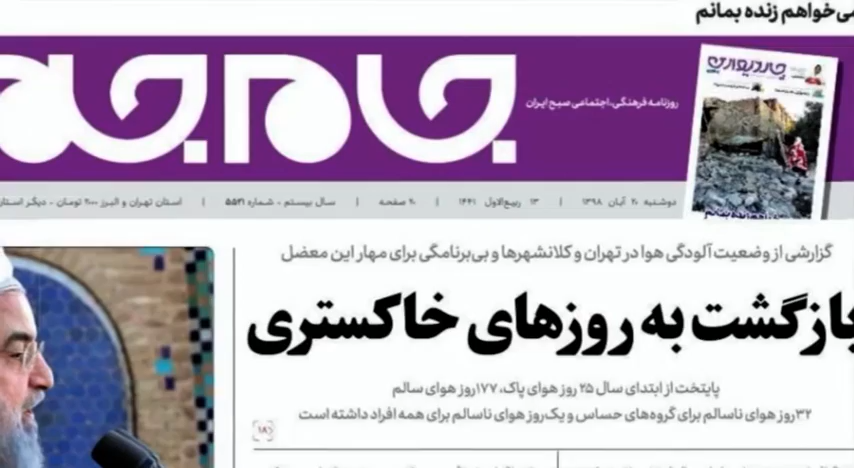 می‌خواهم زنده بمانم
جام‌جم
روزنامه فرهنگی، اجتماعی صبح ایران
چاردیواری
دوشنبه ۲۰ آبان ۱۳۹۸ | ۱۳ ربیع‌الاول ۱۴۴۱ | ۲۰ صفحه | سال بیستم - شماره ۵۵۲۱ | استان تهران و البرز ۲۰۰۰ تومان - دیگر استان
گزارشی از وضعیت آلودگی هوا در تهران و کلانشهرها و بی‌برنامگی برای مهار این معضل
بازگشت به روزهای خاکستری
پایتخت از ابتدای سال ۲۵ روز هوای پاک، ۱۷۷ روز هوای سالم
۳۲ روز هوای ناسالم برای گروه‌های حساس و یک‌روز هوای ناسالم برای همه افراد داشته است